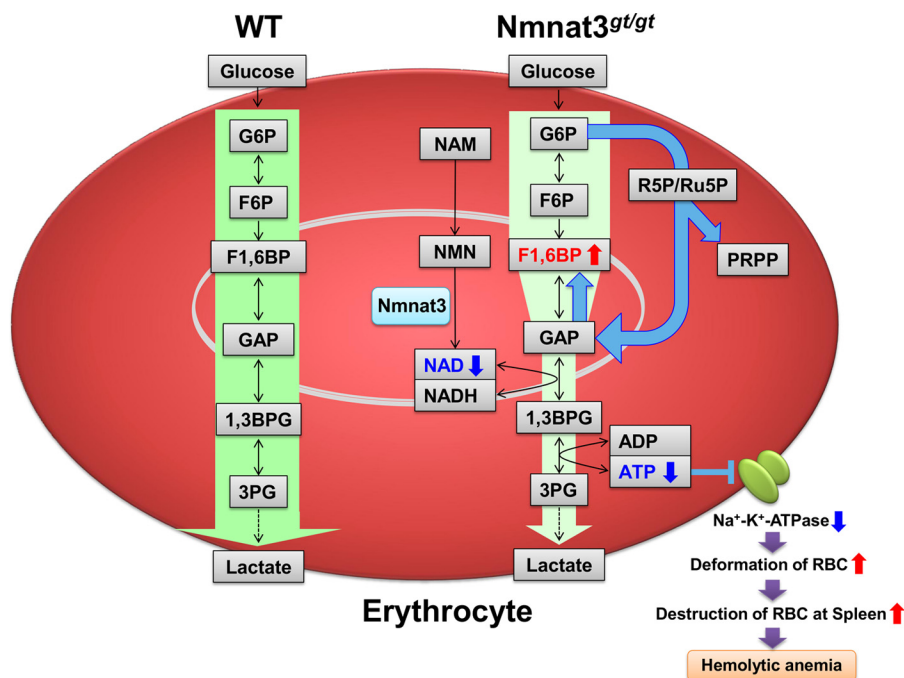 WT
Nmnat3gt/gt
Glucose
Glucose
G6P
G6P
NAM
R5P/Ru5P
F6P
F6P
F1,6BP
NMN
F1,6BP
PRPP
Nmnat3
GAP
GAP
NAD
NADH
1,3BPG
1,3BPG
ADP
ATP
3PG
3PG
Na+-K+-ATPase
Lactate
Lactate
Deformation of RBC
Erythrocyte
Destruction of RBC at Spleen
Hemolytic anemia